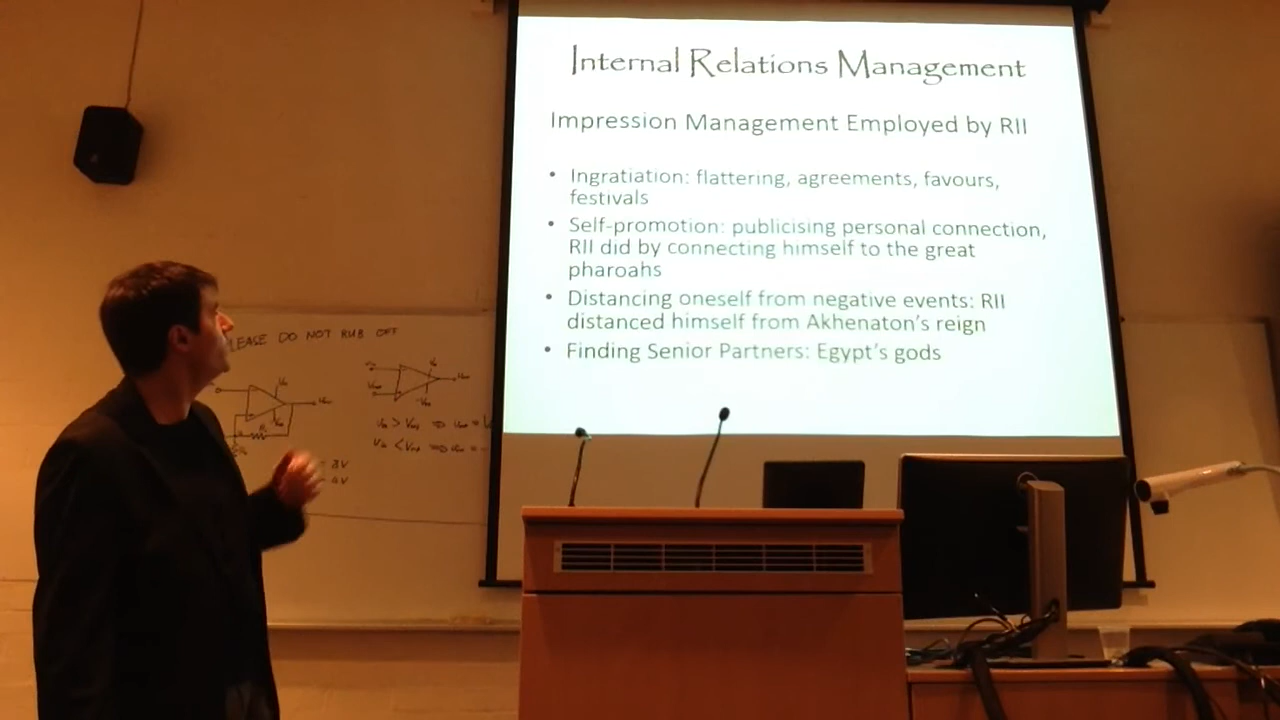 Internal Relations Management
Impression Management Employed by RII
• Ingratiation: flattering, agreements, favours,
festivals
• Self-promotion: publicising personal connection,
RII did by connecting himself to the great
pharoahs
• Distancing oneself from negative events: RII
distanced himself from Akhenaton's reign
• Finding Senior Partners: Egypt's gods
LEASE DO NOT RUB OFF